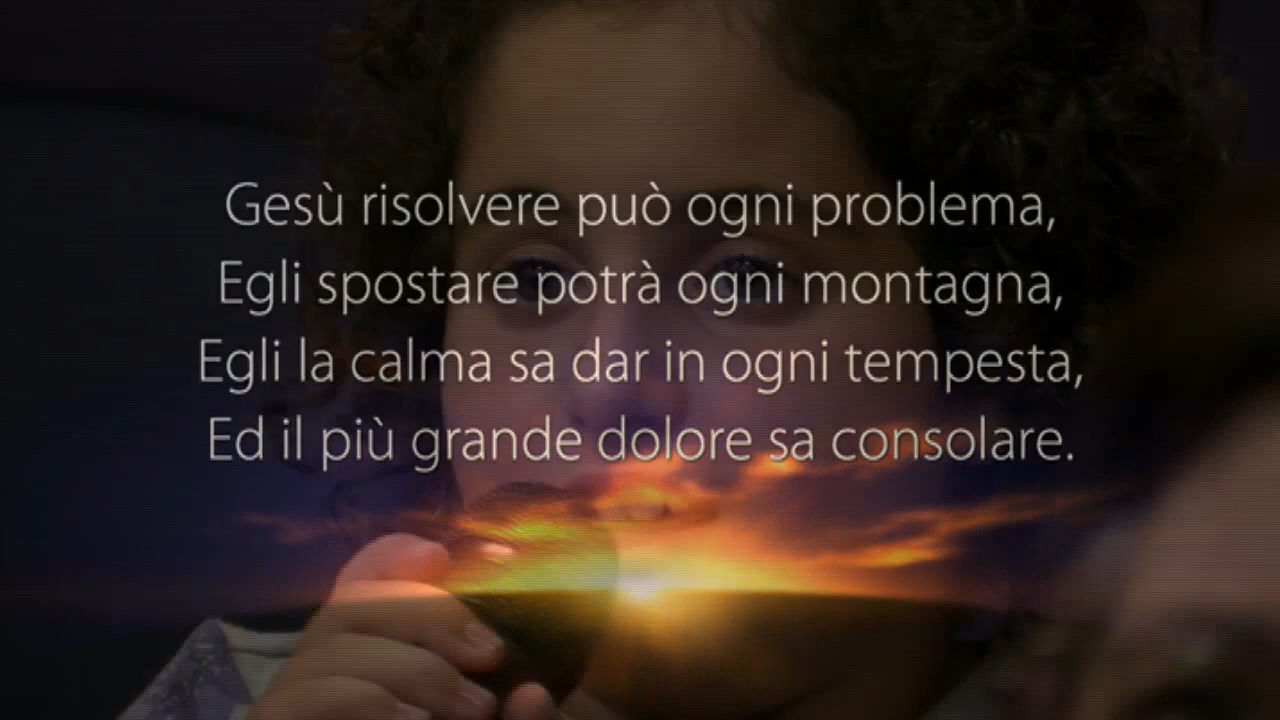 Gesù risolvere può ogni problema,
Egli spostare potrà ogni montagna,
Egli la calma sa dar in ogni tempesta,
Ed il più grande dolore sa consolare.